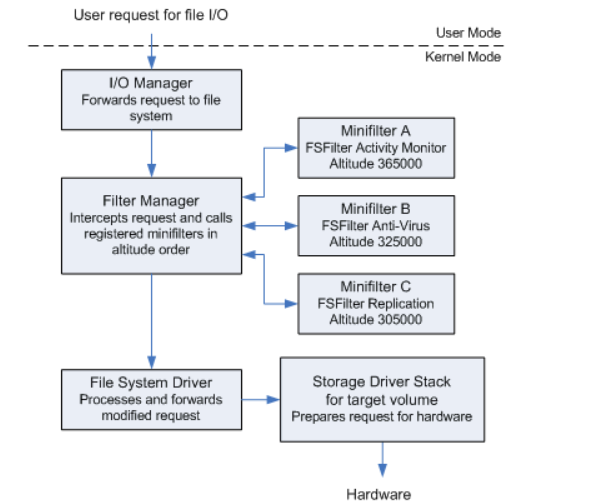 User request for file I/O
User Mode
Kernel Mode
I/O Manager
Forwards request to file
system
Minifilter A
FSFilter Activity Monitor
Altitude 365000
Filter Manager
Intercepts request and calls
registered minifilters in
altitude order
Minifilter B
FSFilter Anti-Virus
Altitude 325000
Minifilter C
FSFilter Replication
Altitude 305000
File System Driver
Processes and forwards
modified request
Storage Driver Stack
for target volume
Prepares request for hardware
Hardware